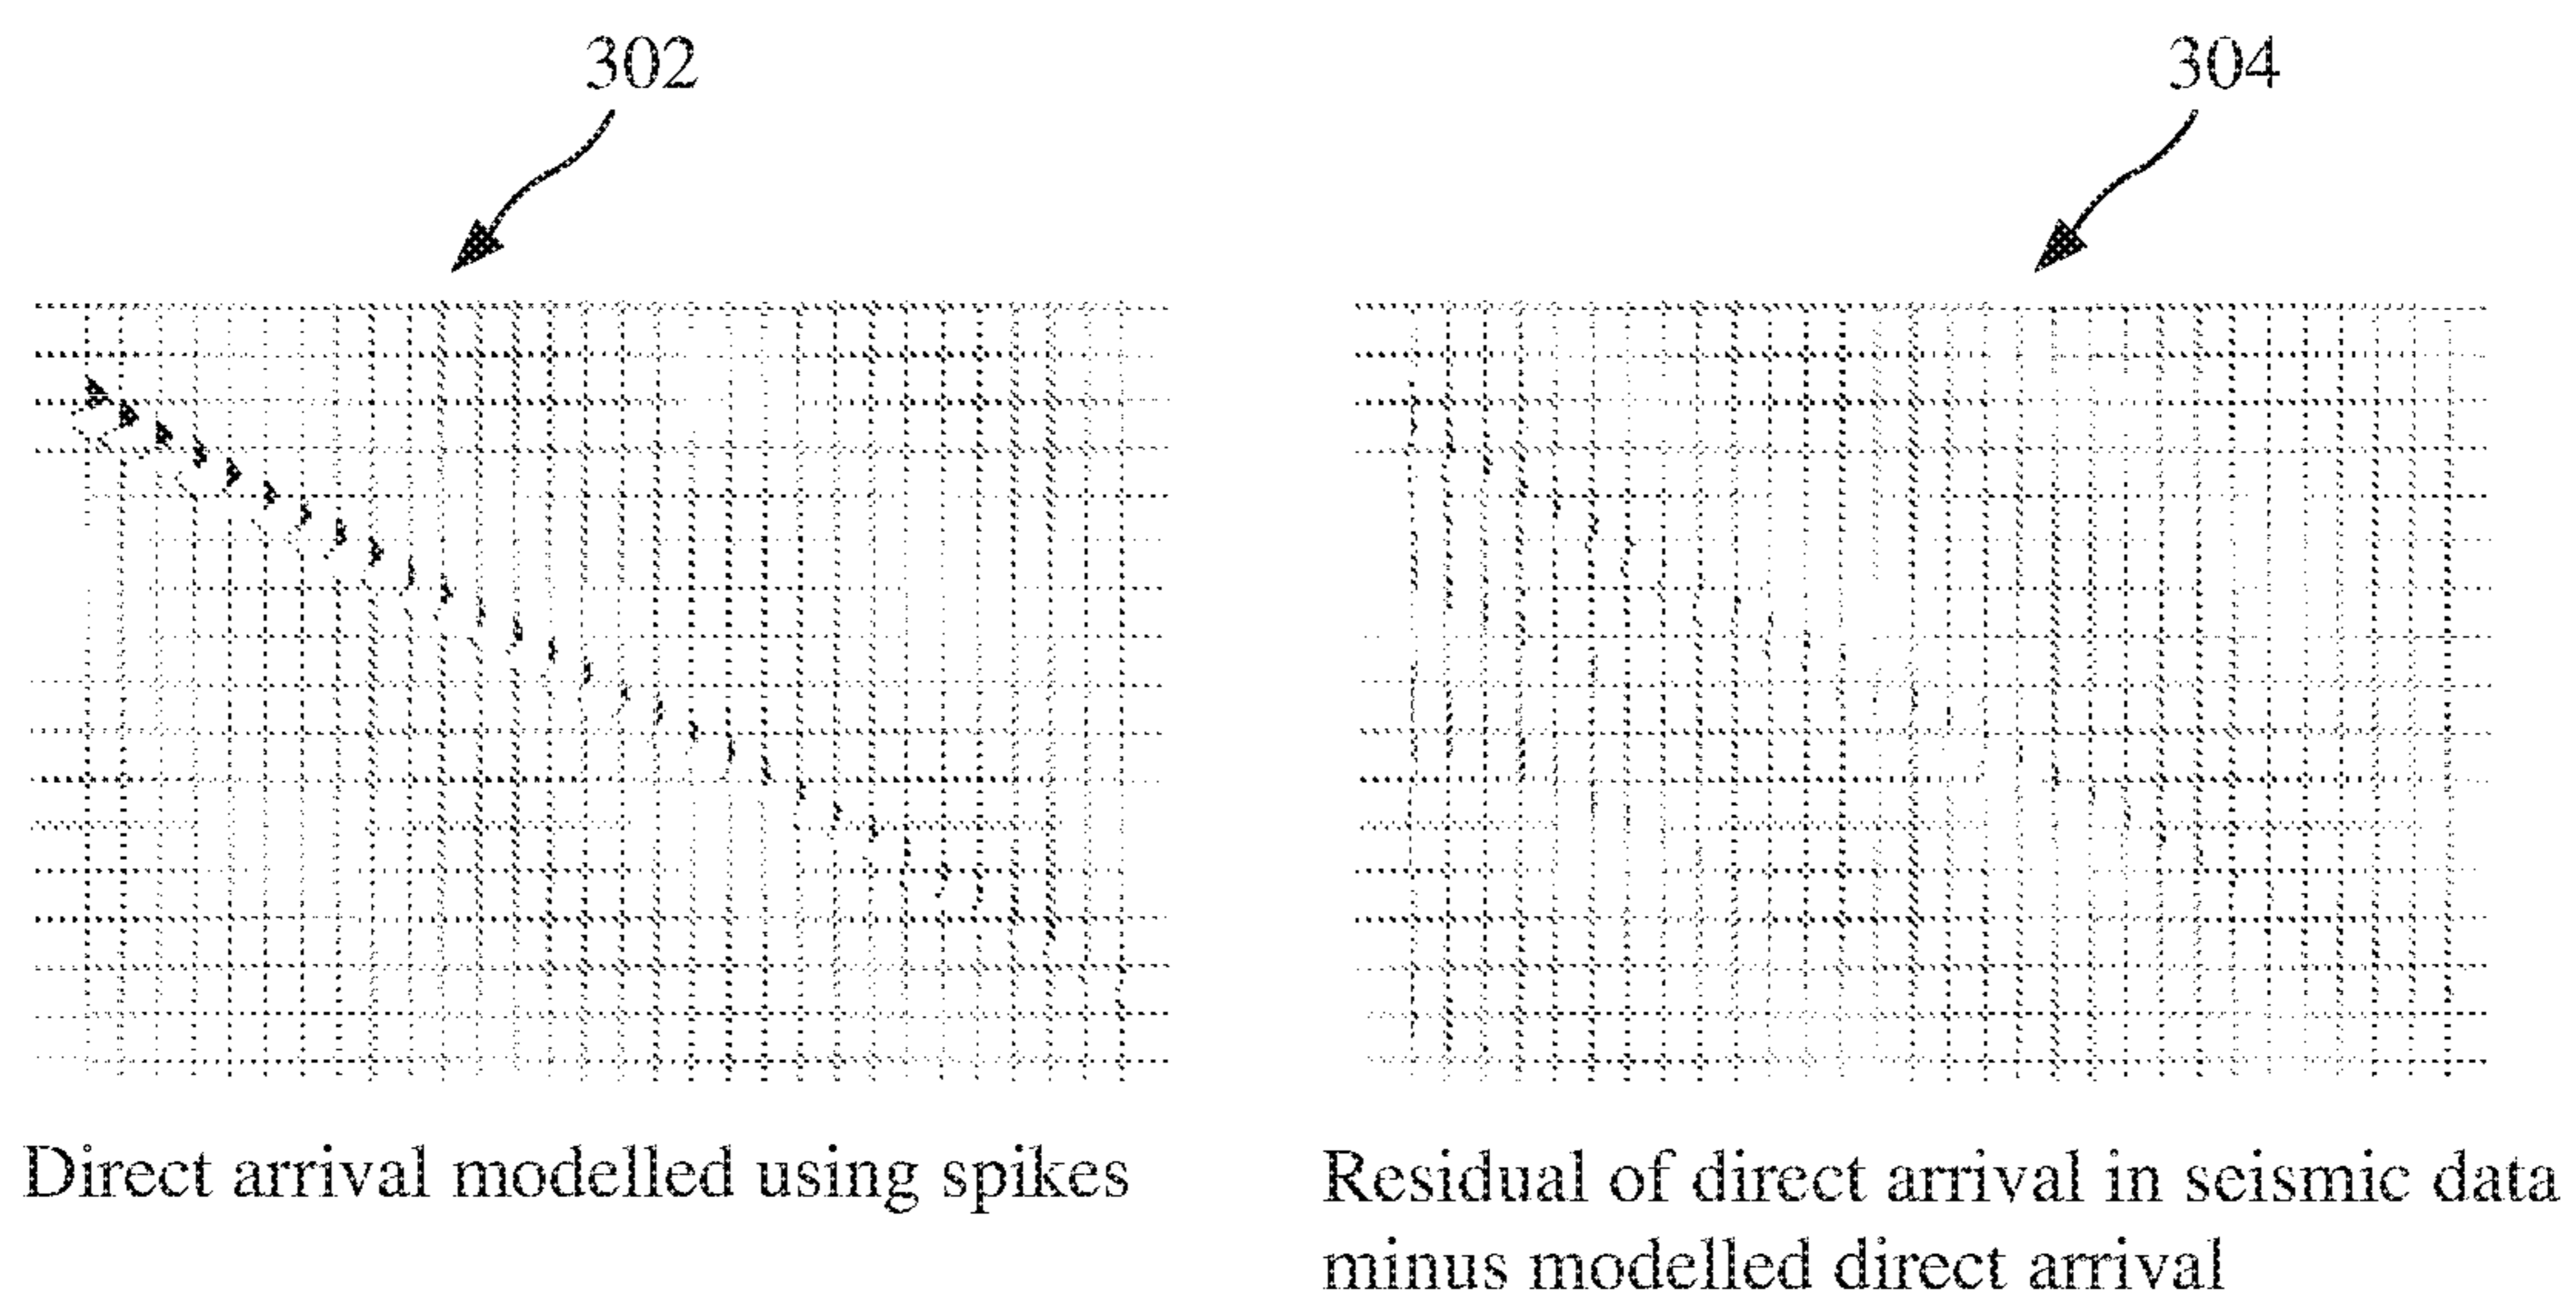 302
304
Direct arrival modelled using spikes
Residual of direct arrival in seismic data
minus modelled direct arrival